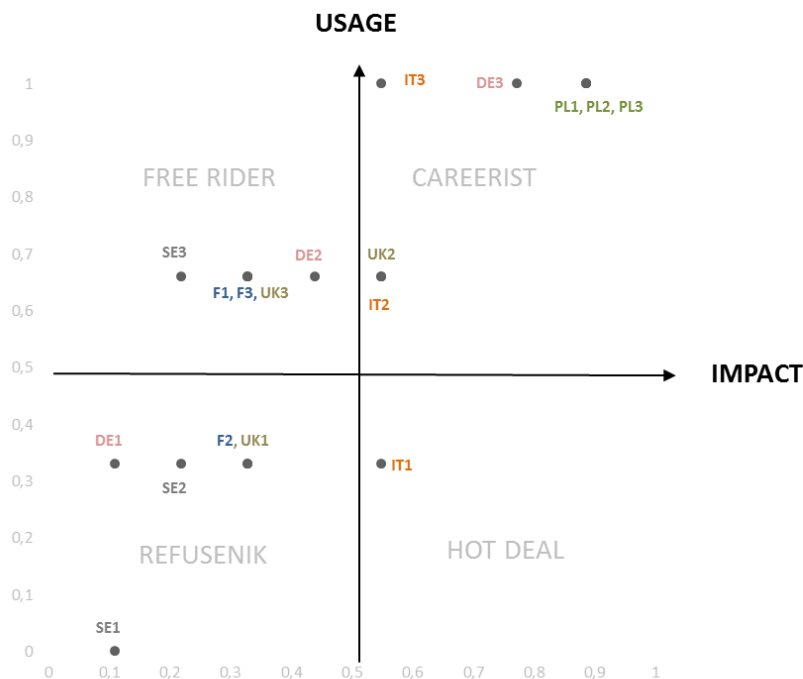 USAGE
1
IT3
DE3
PL1, PL2, PL3
0,9
FREE RIDER
CAREERIST
0,8
0,7
SE3
DE2
UK2
F1, F3, UK3
IT2
0,6
0,5
IMPACT
0,4
DE1
F2, UK1
IT1
SE2
0,3
0,2
REFUSENIK
HOT DEAL
0,1
SE1
0
0 0,1 0,2 0,3 0,4 0,5 0,6 0,7 0,8 0,9 1